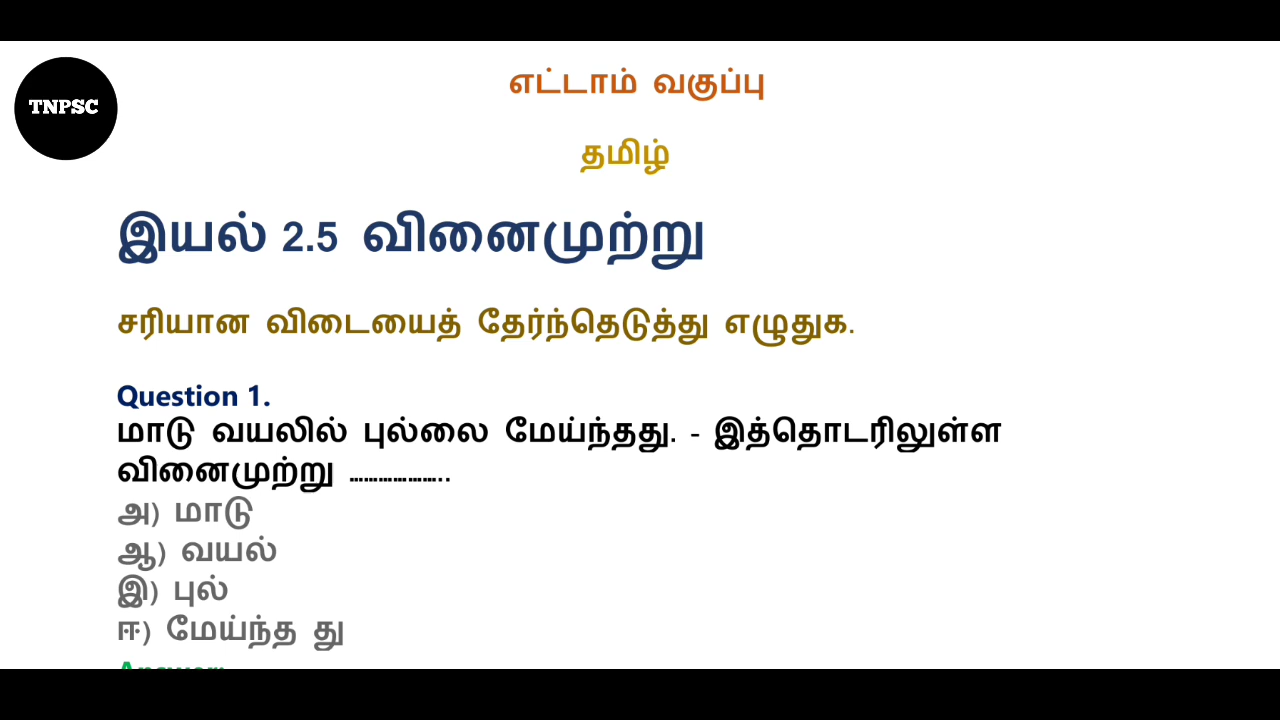 TNPSC
எட்டாம் வகுப்பு
தமிழ்
இயல் 2.5 வினைமுற்று
சரியான விடையைத் தேர்ந்தெடுத்து எழுதுக.
Question 1.
மாடு வயலில் புல்லை மேய்ந்தது. - இத்தொடரிலுள்ள
வினைமுற்று ………………..
அ) மாடு
ஆ) வயல்
இ) புல்
ஈ) மேய்ந்த து